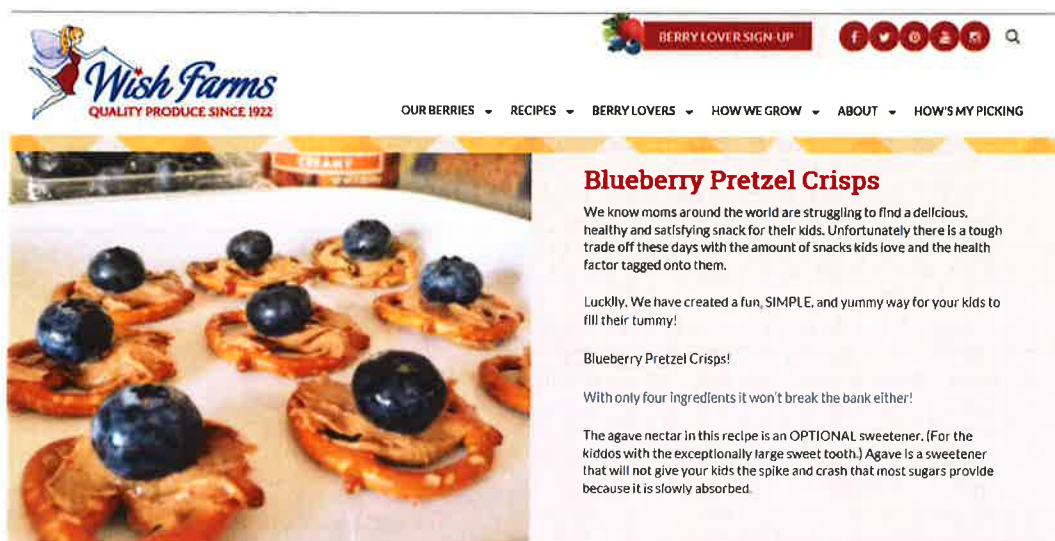 BERRY LOVER SIGN-UP
Wish Farms
QUALITY PRODUCE SINCE 1922
OUR BERRIES RECIPES BERRY LOVERS HOW WE GROW ABOUT HOW'S MY PICKING
CREAMY
Blueberry Pretzel Crisps
We know moms around the world are struggling to find a delicious,
healthy and satisfying snack for their kids. Unfortunately there is a tough
trade off these days with the amount of snacks kids love and the health
factor tagged onto them.
Luckily, We have created a fun, SIMPLE, and yummy way for your kids to
fill their tummy!
Blueberry Pretzel Crisps!
With only four ingredients it won't break the bank either!
The agave nectar in this recipe is an OPTIONAL sweetener. (For the
kiddos with the exceptionally large sweet tooth.) Agave is a sweetener
that will not give your kids the spike and crash that most sugars provide
because it is slowly absorbed.